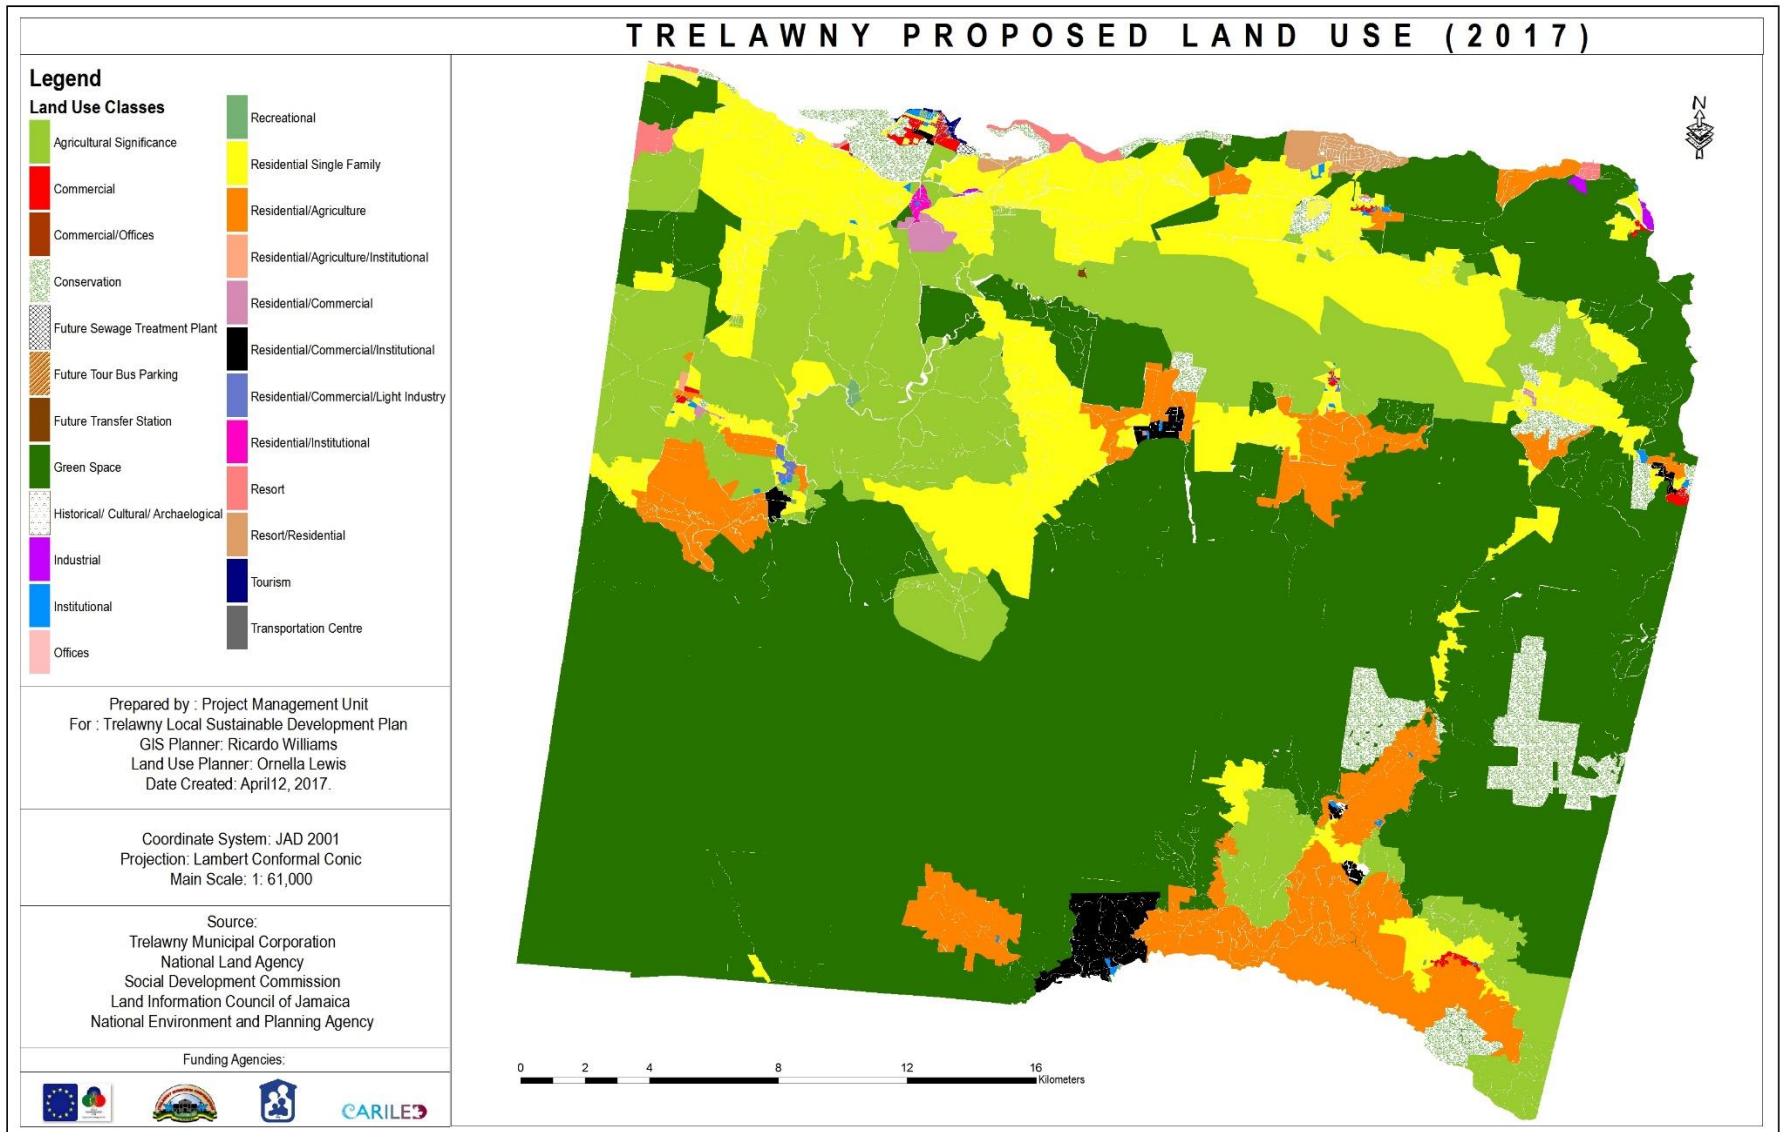 TRELAWNY PROPOSED LAND USE (2017)
Legend
Land Use Classes
Agricultural Significance
Commercial
Commercial/Offices
Conservation
Future Sewage Treatment Plant
Future Tour Bus Parking
Future Transfer Station
Green Space
Historical/ Cultural/ Archaelogical
Industrial
Institutional
Offices
Recreational
Residential Single Family
Residential/Agriculture
Residential/Agriculture/Institutional
Residential/Commercial
Residential/Commercial/Institutional
Residential/Commercial/Light Industry
Residential/Institutional
Resort
Resort/Residential
Tourism
Transportation Centre
N
Prepared by : Project Management Unit
For : Trelawny Local Sustainable Development Plan
GIS Planner: Ricardo Williams
Land Use Planner: Ornella Lewis
Date Created: April12, 2017.
Coordinate System: JAD 2001
Projection: Lambert Conformal Conic
Main Scale: 1: 61,000
Source:
Trelawny Municipal Corporation
National Land Agency
Social Development Commission
Land Information Council of Jamaica
National Environment and Planning Agency
Funding Agencies:
CARILED
0 2 4 8 12 16
Kilometers